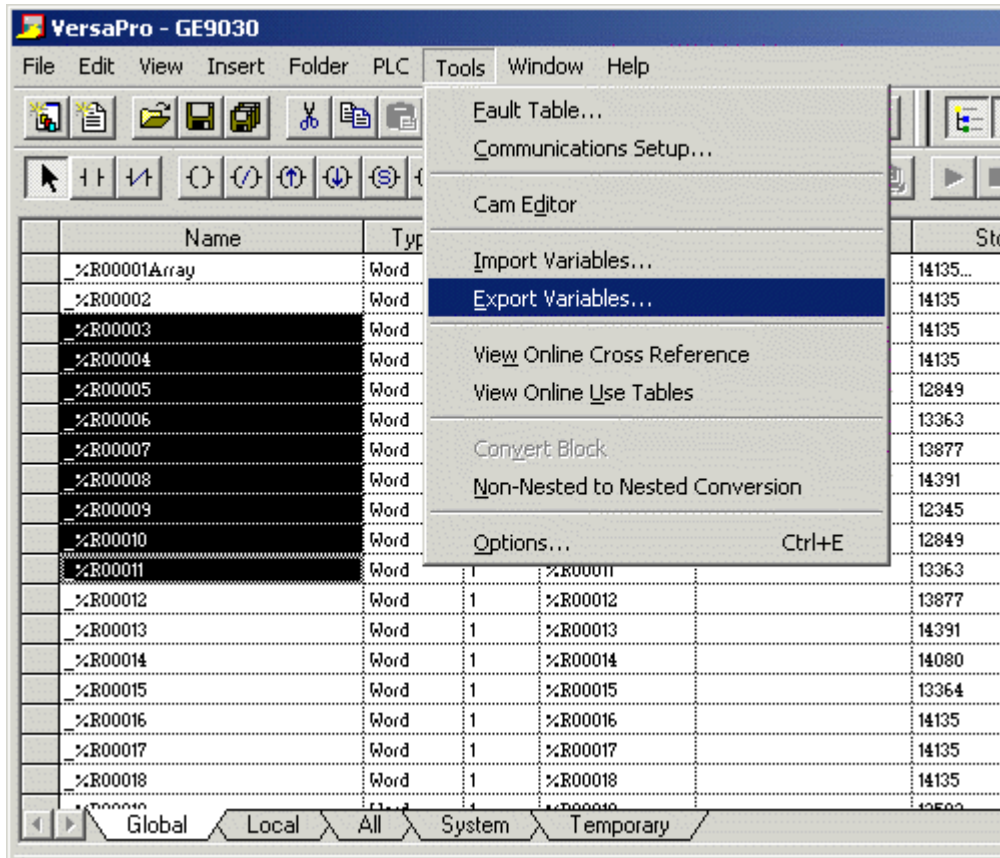 VersaPro - GE9030
File Edit View Insert Folder PLC Tools Window Help
Fault Table...
Communications Setup...
Cam Editor
Import Variables...
Export Variables...
View Online Cross Reference
View Online Use Tables
Convert Block
Non-Nested to Nested Conversion
Options... Ctrl+E
Name
_%R00001Array Word 14135...
_%R00002 Word 14135
_%R00003 Word 14135
_%R00004 Word 14135
_%R00005 Word 12849
_%R00006 Word 13363
_%R00007 Word 13877
_%R00008 Word 14391
_%R00009 Word 12345
_%R00010 Word 12849
_%R00011 Word 1 %R00011 13363
_%R00012 Word 1 %R00012 13877
_%R00013 Word 1 %R00013 14391
_%R00014 Word 1 %R00014 14080
_%R00015 Word 1 %R00015 13364
_%R00016 Word 1 %R00016 14135
_%R00017 Word 1 %R00017 14135
_%R00018 Word 1 %R00018 14135
Global Local All System Temporary